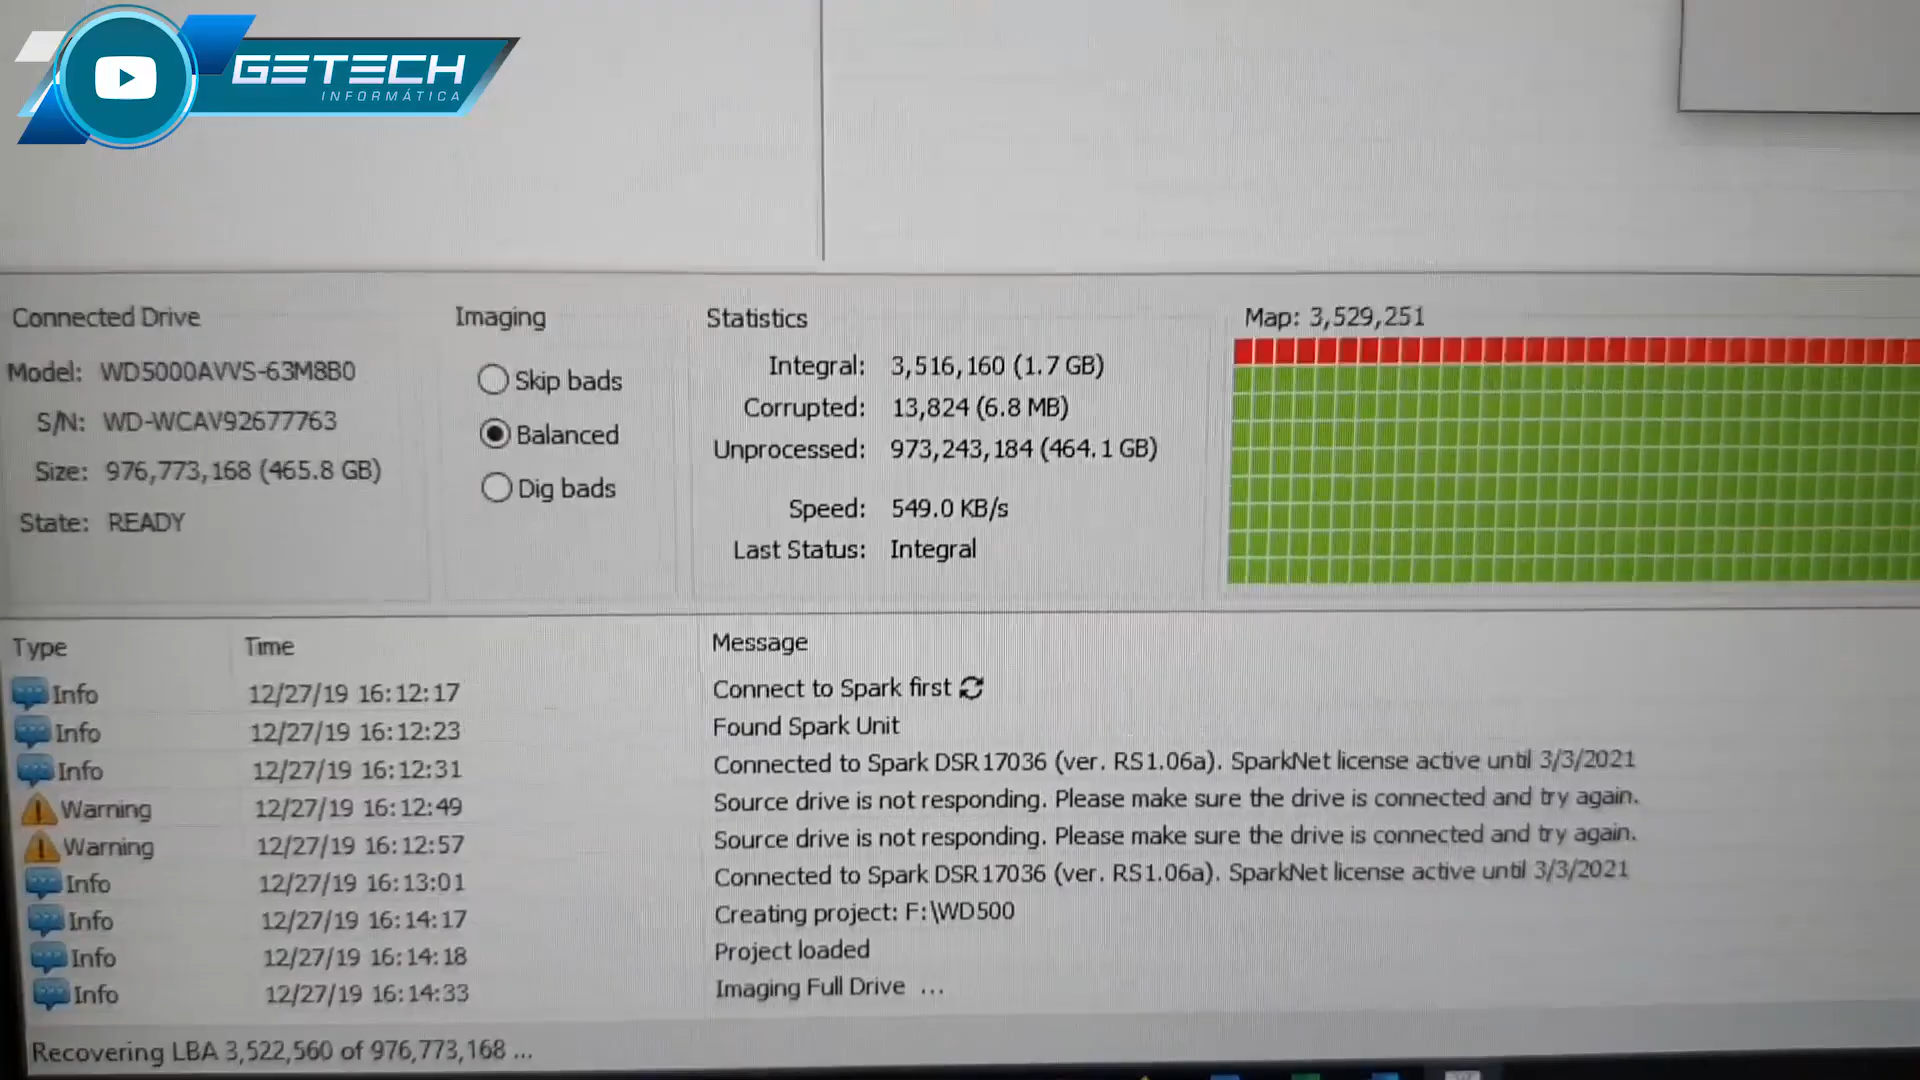 GETECH
INFORMÁTICA
Connected Drive
Model: WD5000AVVS-63M8B0
S/N: WD-WCAV92677763
Size: 976,773,168 (465.8 GB)
State: READY
Imaging
Skip bads
Balanced
Dig bads
Statistics
Integral: 3,516,160 (1.7 GB)
Corrupted: 13,824 (6.8 MB)
Unprocessed: 973,243,184 (464.1 GB)
Speed: 549.0 KB/s
Last Status: Integral
Map: 3,529,251
Type Time Message
Info 12/27/19 16:12:17 Connect to Spark first
Info 12/27/19 16:12:23 Found Spark Unit
Info 12/27/19 16:12:31 Connected to Spark DSR17036 (ver. RS1.06a). SparkNet license active until 3/3/2021
Warning 12/27/19 16:12:49 Source drive is not responding. Please make sure the drive is connected and try again.
Warning 12/27/19 16:12:57 Source drive is not responding. Please make sure the drive is connected and try again.
Info 12/27/19 16:13:01 Connected to Spark DSR17036 (ver. RS1.06a). SparkNet license active until 3/3/2021
Info 12/27/19 16:14:17 Creating project: F:\WD500
Info 12/27/19 16:14:18 Project loaded
Info 12/27/19 16:14:33 Imaging Full Drive ...
Recovering LBA 3,522,560 of 976,773,168 ...